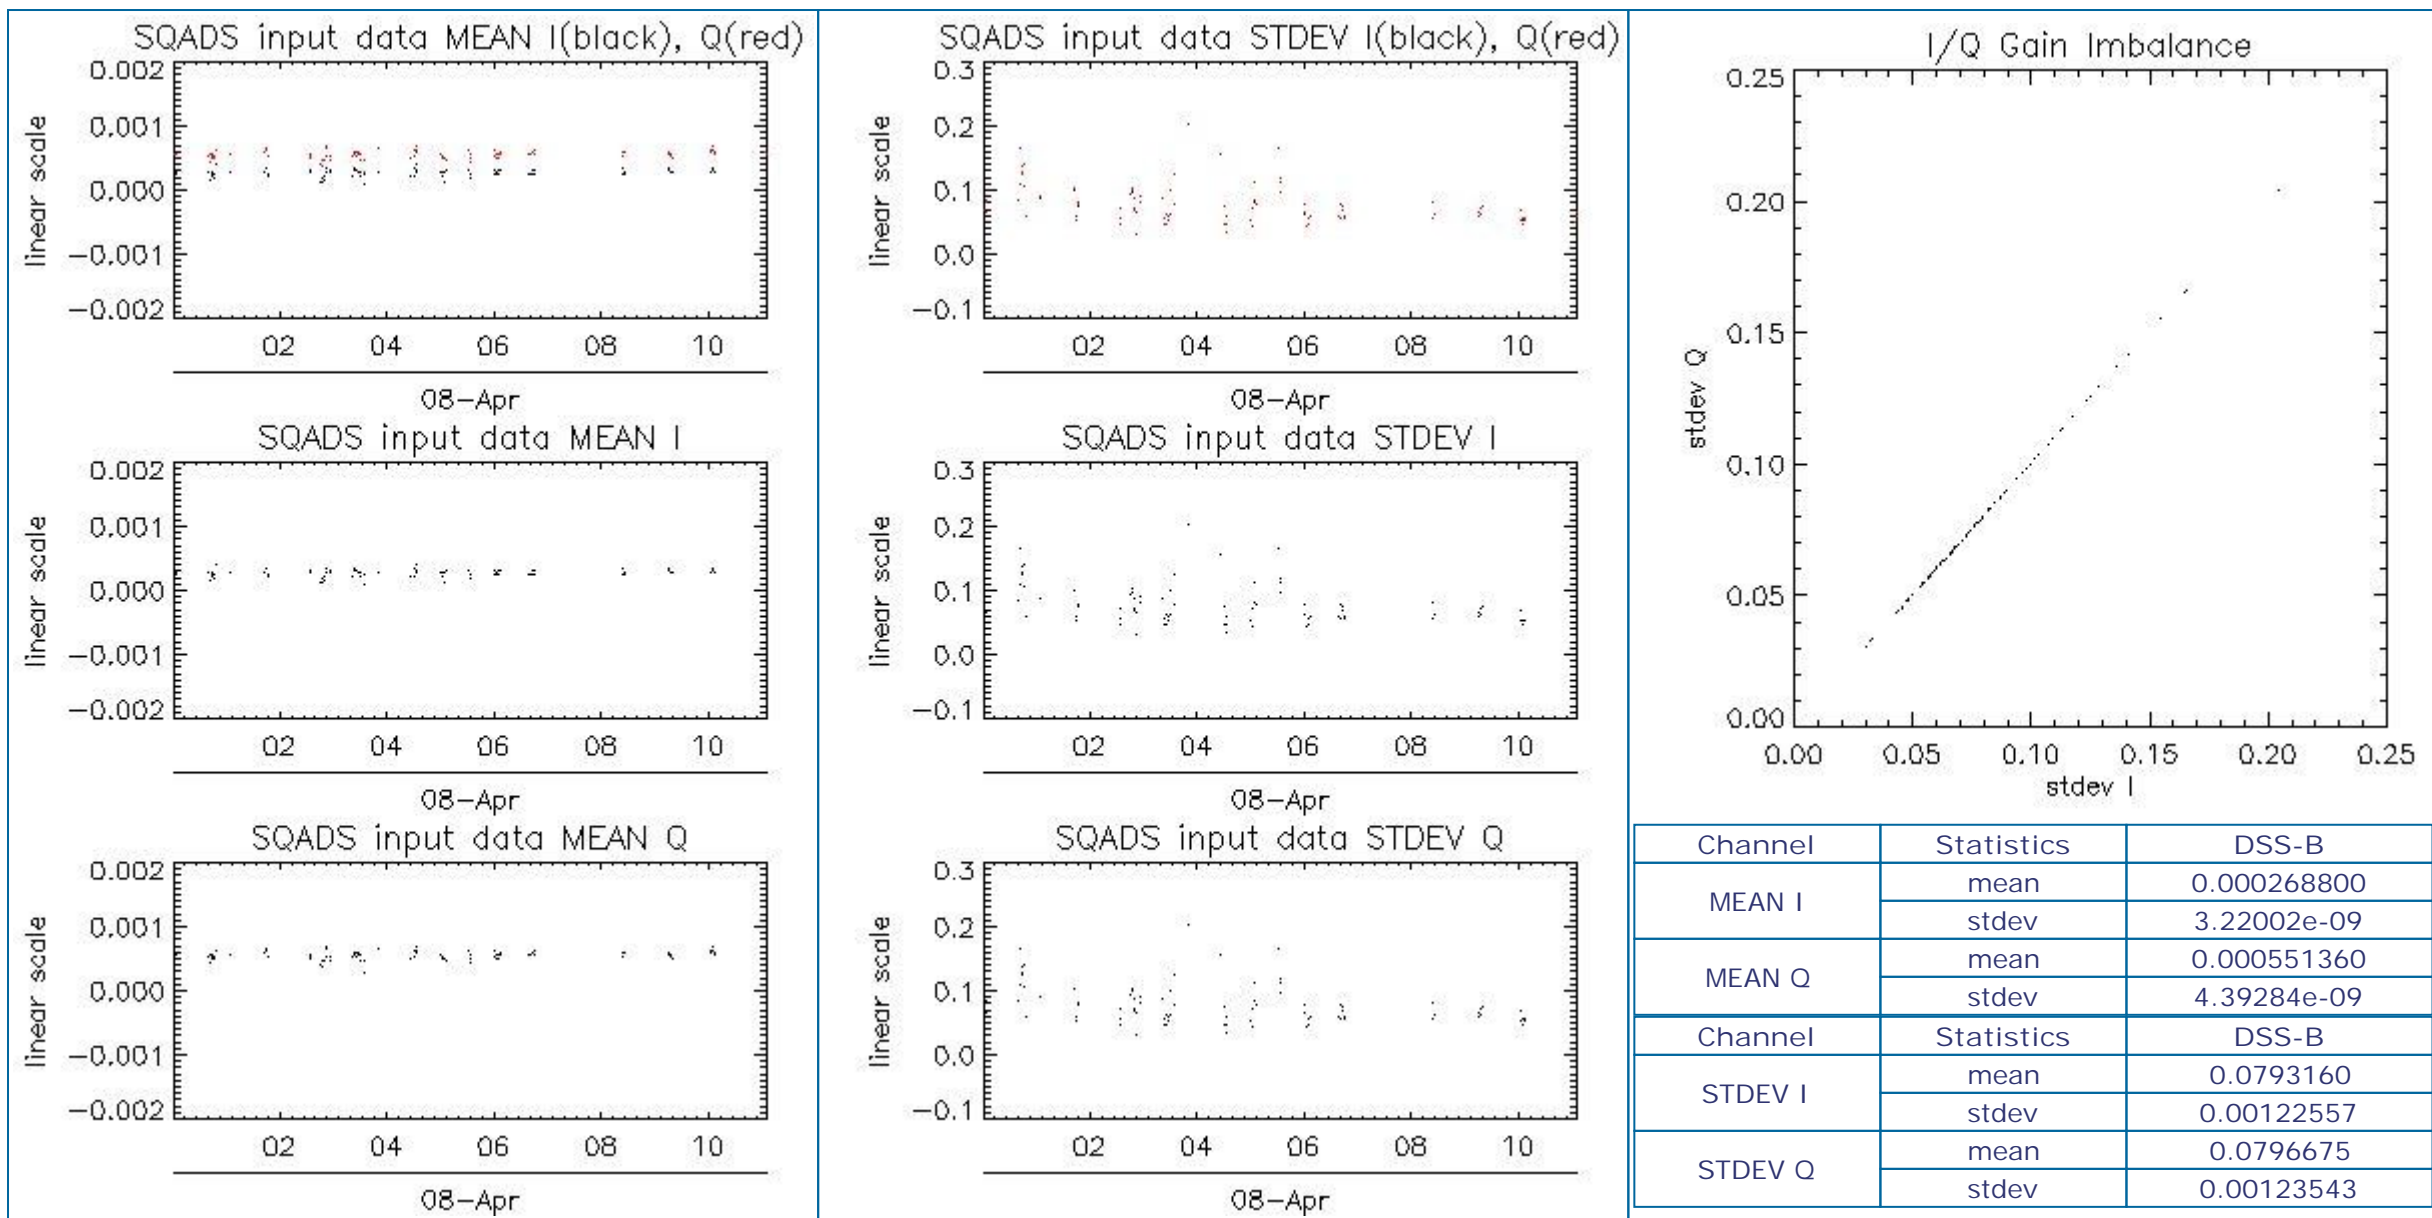 SQADS input data MEAN I(black), Q(red)
linear scale
0.002
0.001
0.000
-0.001
-0.002
02 04 06 08 10
08-Apr
SQADS input data MEAN I
linear scale
0.002
0.001
0.000
-0.001
-0.002
02 04 06 08 10
08-Apr
SQADS input data MEAN Q
linear scale
0.002
0.001
0.000
-0.001
-0.002
02 04 06 08 10
08-Apr
SQADS input data STDEV I(black), Q(red)
linear scale
0.3
0.2
0.1
0.0
-0.1
02 04 06 08 10
08-Apr
SQADS input data STDEV I
linear scale
0.3
0.2
0.1
0.0
-0.1
02 04 06 08 10
08-Apr
SQADS input data STDEV Q
linear scale
0.3
0.2
0.1
0.0
-0.1
02 04 06 08 10
08-Apr
I/Q Gain Imbalance
stdev Q
0.25
0.20
0.15
0.10
0.05
0.00
0.00 0.05 0.10 0.15 0.20 0.25
stdev I
Channel Statistics DSS-B
MEAN I mean 0.000268800
stdev 3.22002e-09
MEAN Q mean 0.000551360
stdev 4.39284e-09
Channel Statistics DSS-B
STDEV I mean 0.0793160
stdev 0.00122557
STDEV Q mean 0.0796675
stdev 0.00123543